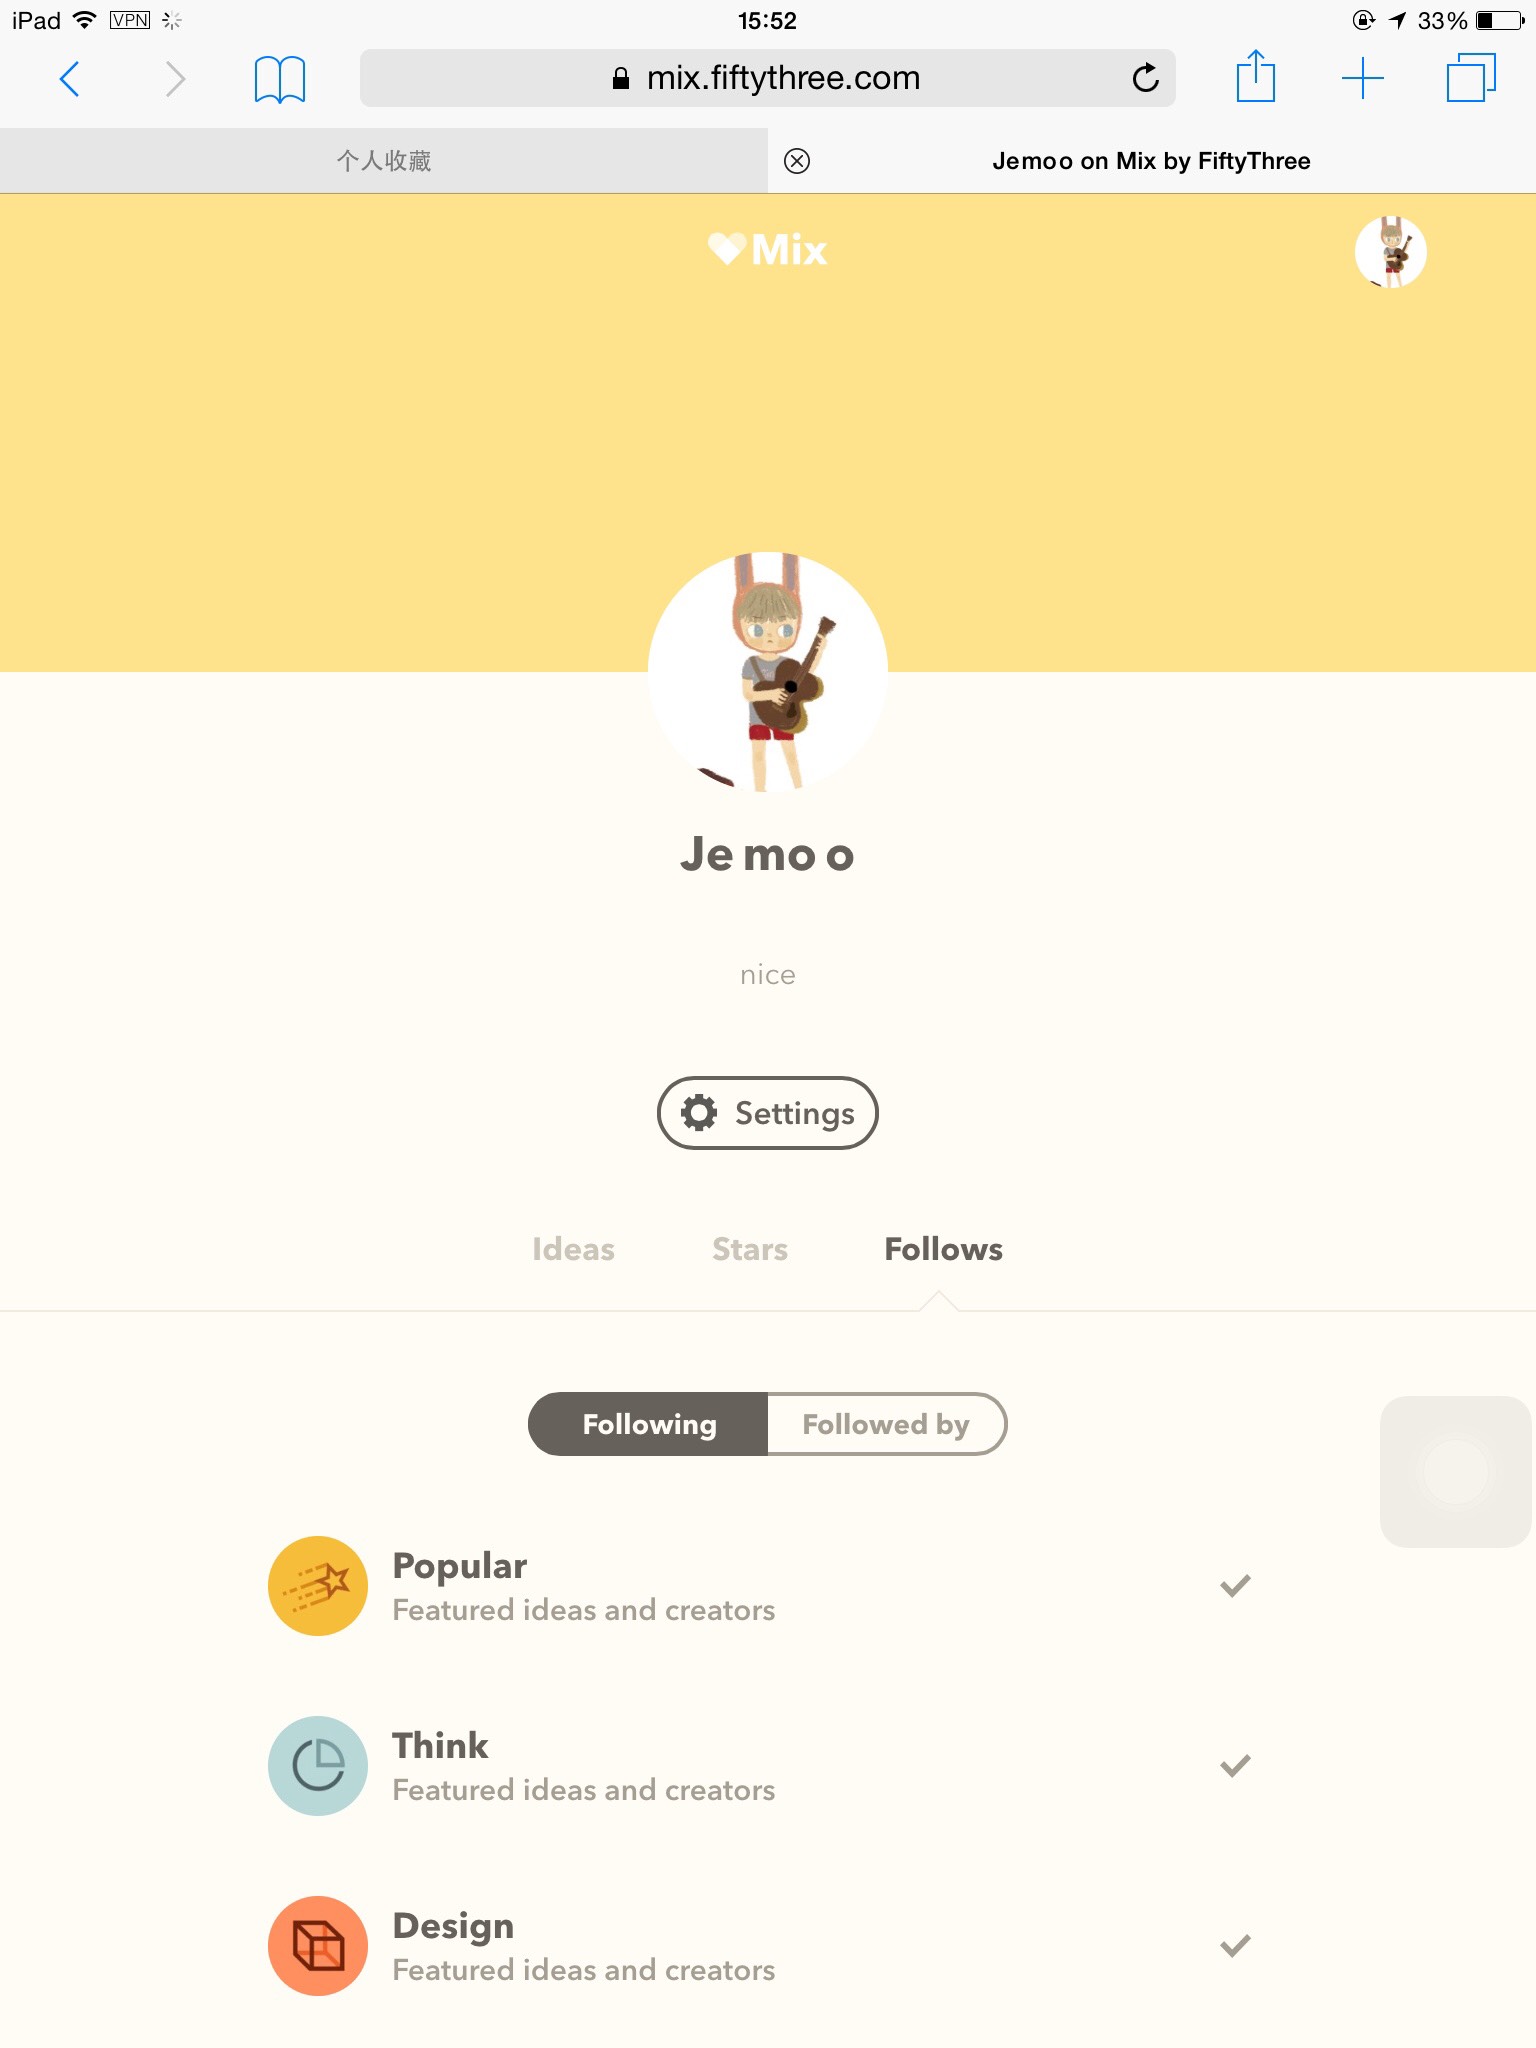 iPad VPN 15:52 33%
mix.fiftythree.com
个人收藏
Jemoo on Mix by FiftyThree
Mix
Je mo o
nice
Settings
Ideas Stars Follows
Following Followed by
Popular
Featured ideas and creators
Think
Featured ideas and creators
Design
Featured ideas and creators